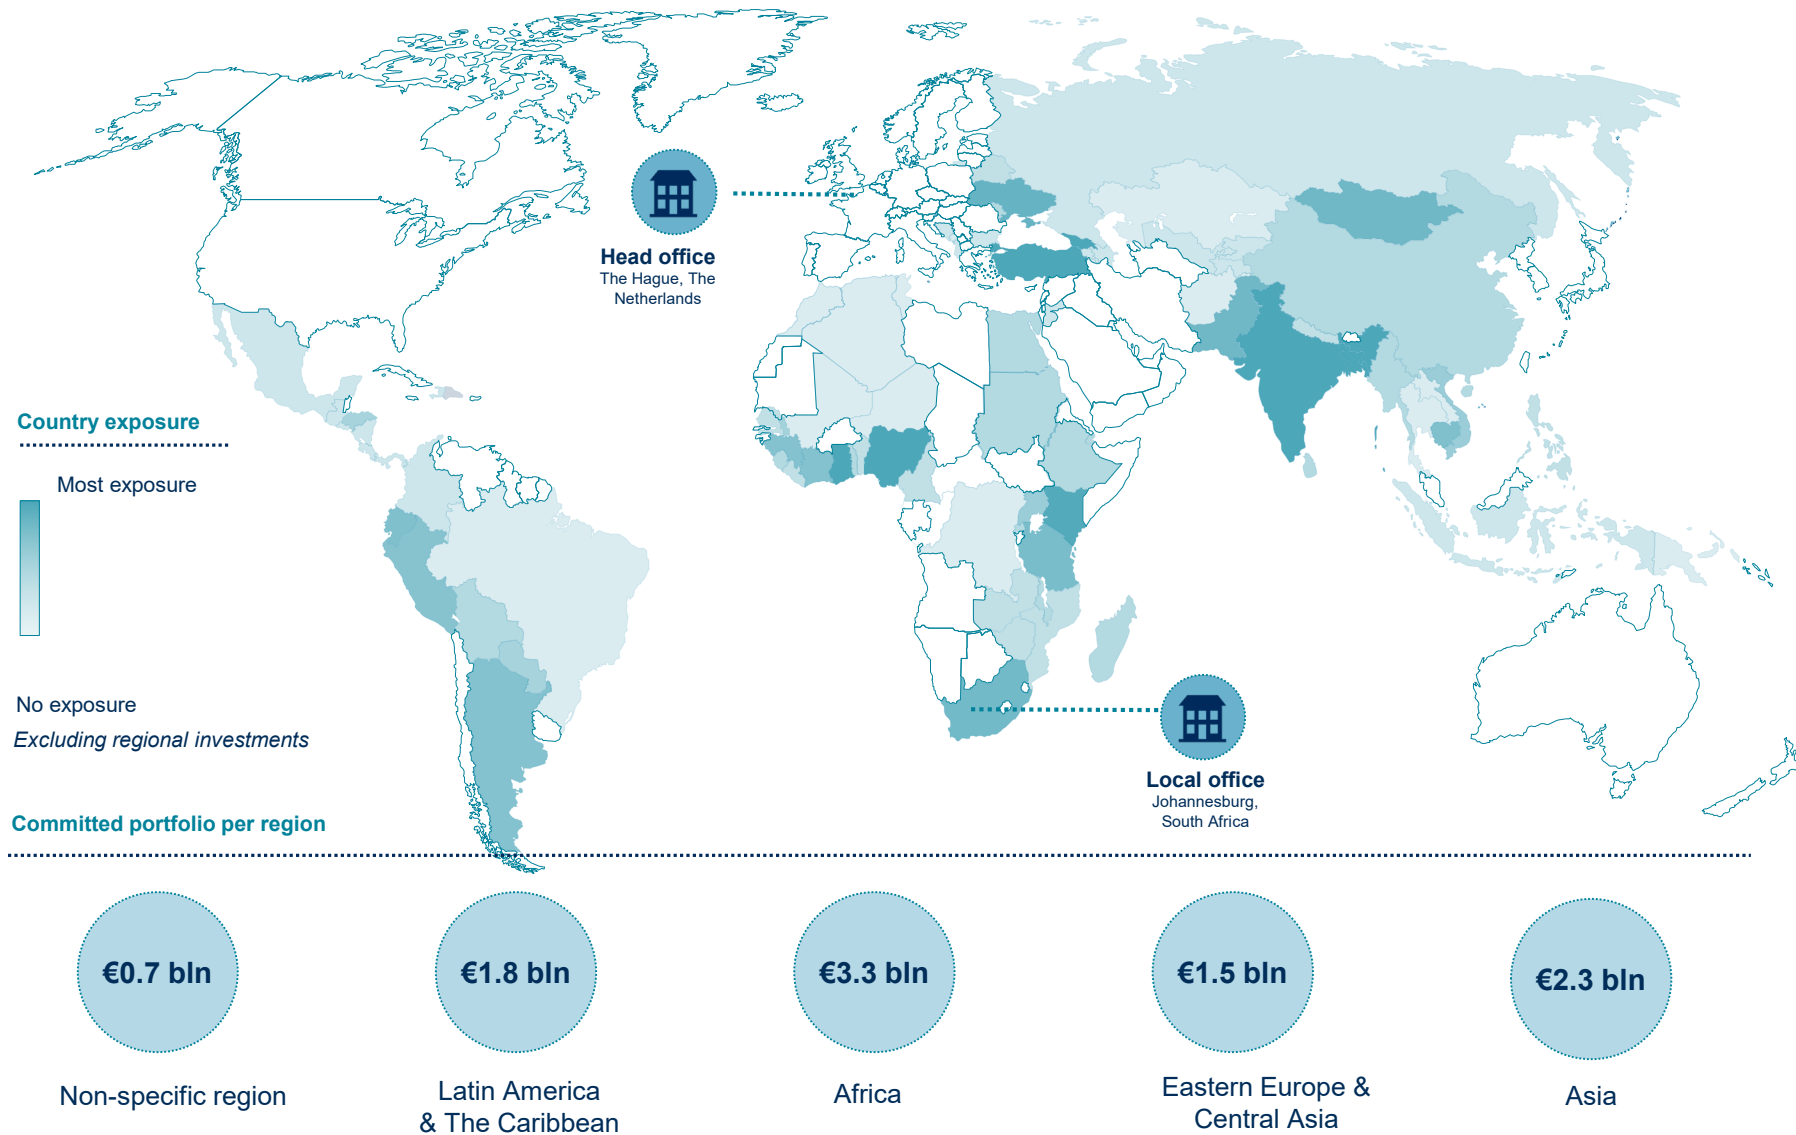 Head office
The Hague, The
Netherlands
Country exposure
Most exposure
No exposure
Excluding regional investments
Local office
Johannesburg,
South Africa
Committed portfolio per region
€0.7 bln
€1.8 bln
€3.3 bln
€1.5 bln
€2.3 bln
Non-specific region
Latin America
& The Caribbean
Africa
Eastern Europe &
Central Asia
Asia